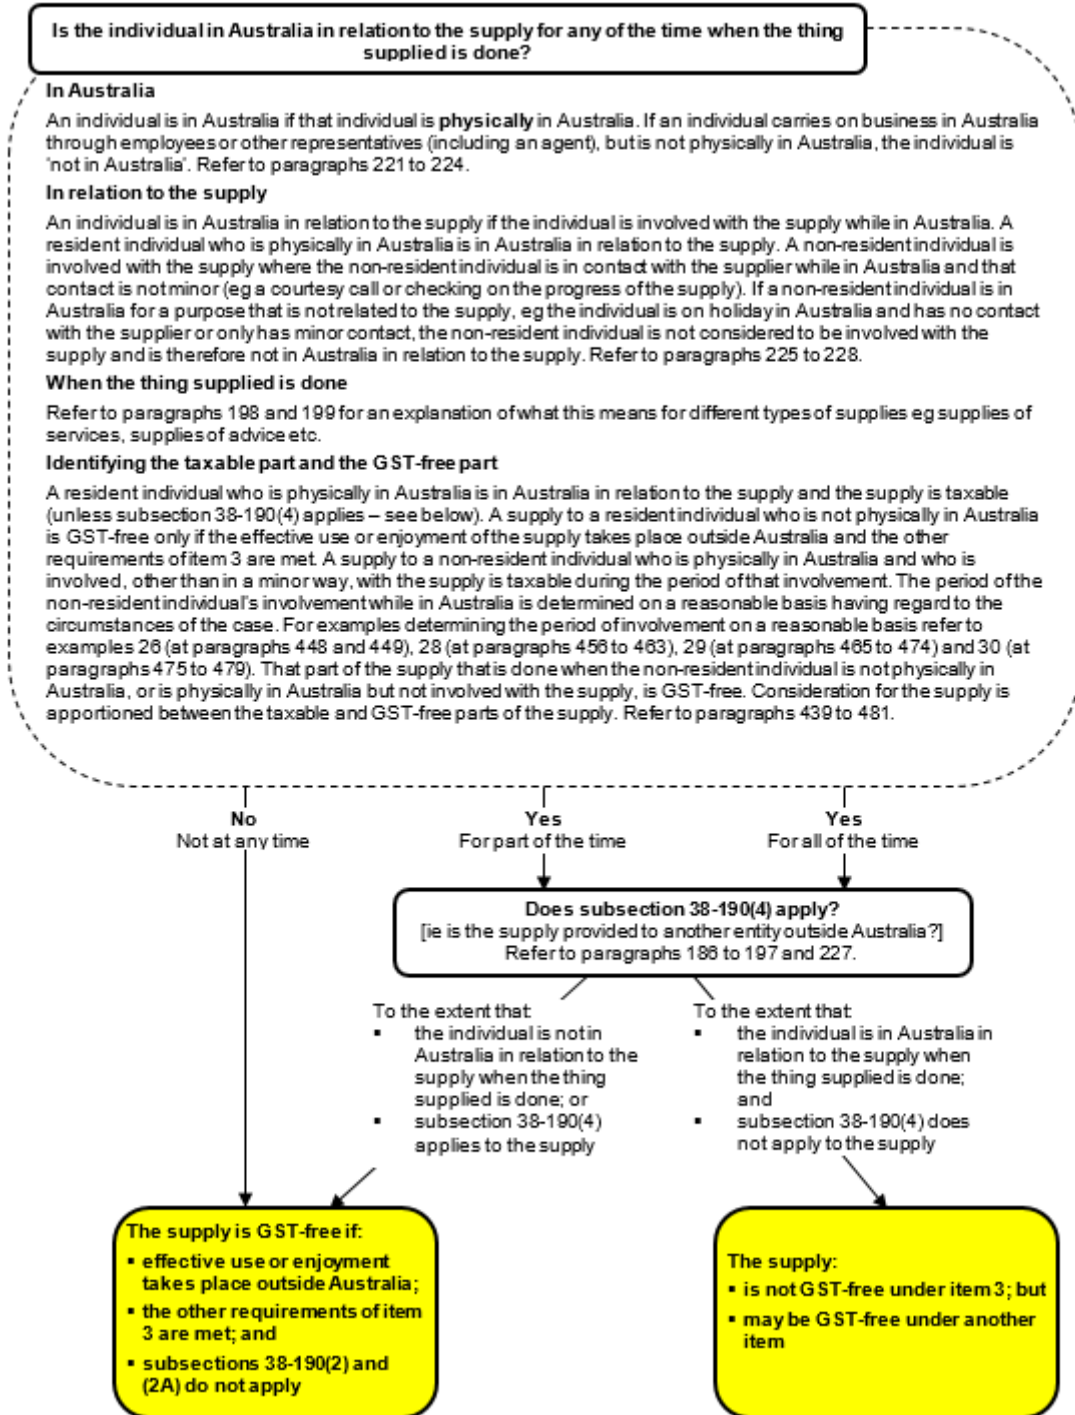 Is the individual in Australia in relation to the supply for any of the time when the thing
supplied is done?
In Australia
An individual is in Australia if that individual is physically in Australia. If an individual carries on business in Australia
through employees or other representatives (including an agent), but is not physically in Australia, the individual is
'not in Australia'. Refer to paragraphs 221 to 224.
In relation to the supply
An individual is in Australia in relation to the supply if the individual is involved with the supply while in Australia. A
resident individual who is physically in Australia is in Australia in relation to the supply. A non-resident individual is
involved with the supply where the non-resident individual is in contact with the supplier while in Australia and that
contact is not minor (eg a courtesy call or checking on the progress of the supply). If a non-resident individual is in
Australia for a purpose that is not related to the supply, eg the individual is on holiday in Australia and has no contact
with the supplier or only has minor contact, the non-resident individual is not considered to be involved with the
supply and is therefore not in Australia in relation to the supply. Refer to paragraphs 225 to 228.
When the thing supplied is done
Refer to paragraphs 198 and 199 for an explanation of what this means for different types of supplies eg supplies of
services, supplies of advice etc.
Identifying the taxable part and the GST-free part
A resident individual who is physically in Australia is in Australia in relation to the supply and the supply is taxable
(unless subsection 38-190(4) applies – see below). A supply to a resident individual who is not physically in Australia
is GST-free only if the effective use or enjoyment of the supply takes place outside Australia and the other
requirements of item 3 are met. A supply to a non-resident individual who is physically in Australia and who is
involved, other than in a minor way, with the supply is taxable during the period of that involvement. The period of the
non-resident individual's involvement while in Australia is determined on a reasonable basis having regard to the
circumstances of the case. For examples determining the period of involvement on a reasonable basis refer to
examples 26 (at paragraphs 448 and 449), 28 (at paragraphs 456 to 463), 29 (at paragraphs 465 to 474) and 30 (at
paragraphs 475 to 479). That part of the supply that is done when the non-resident individual is not physically in
Australia, or is physically in Australia but not involved with the supply, is GST-free. Consideration for the supply is
apportioned between the taxable and GST-free parts of the supply. Refer to paragraphs 439 to 481.
No
Not at any time
Yes
For part of the time
Yes
For all of the time
Does subsection 38-190(4) apply?
[ie is the supply provided to another entity outside Australia?]
Refer to paragraphs 186 to 197 and 227.
To the extent that:
▪ the individual is not in
Australia in relation to the
supply when the thing
supplied is done; or
▪ subsection 38-190(4)
applies to the supply
To the extent that:
▪ the individual is in Australia in
relation to the supply when
the thing supplied is done;
and
▪ subsection 38-190(4) does
not apply to the supply
The supply is GST-free if:
▪ effective use or enjoyment
takes place outside Australia;
▪ the other requirements of item
3 are met; and
▪ subsections 38-190(2) and
(2A) do not apply
The supply:
▪ is not GST-free under item 3; but
▪ may be GST-free under another
item